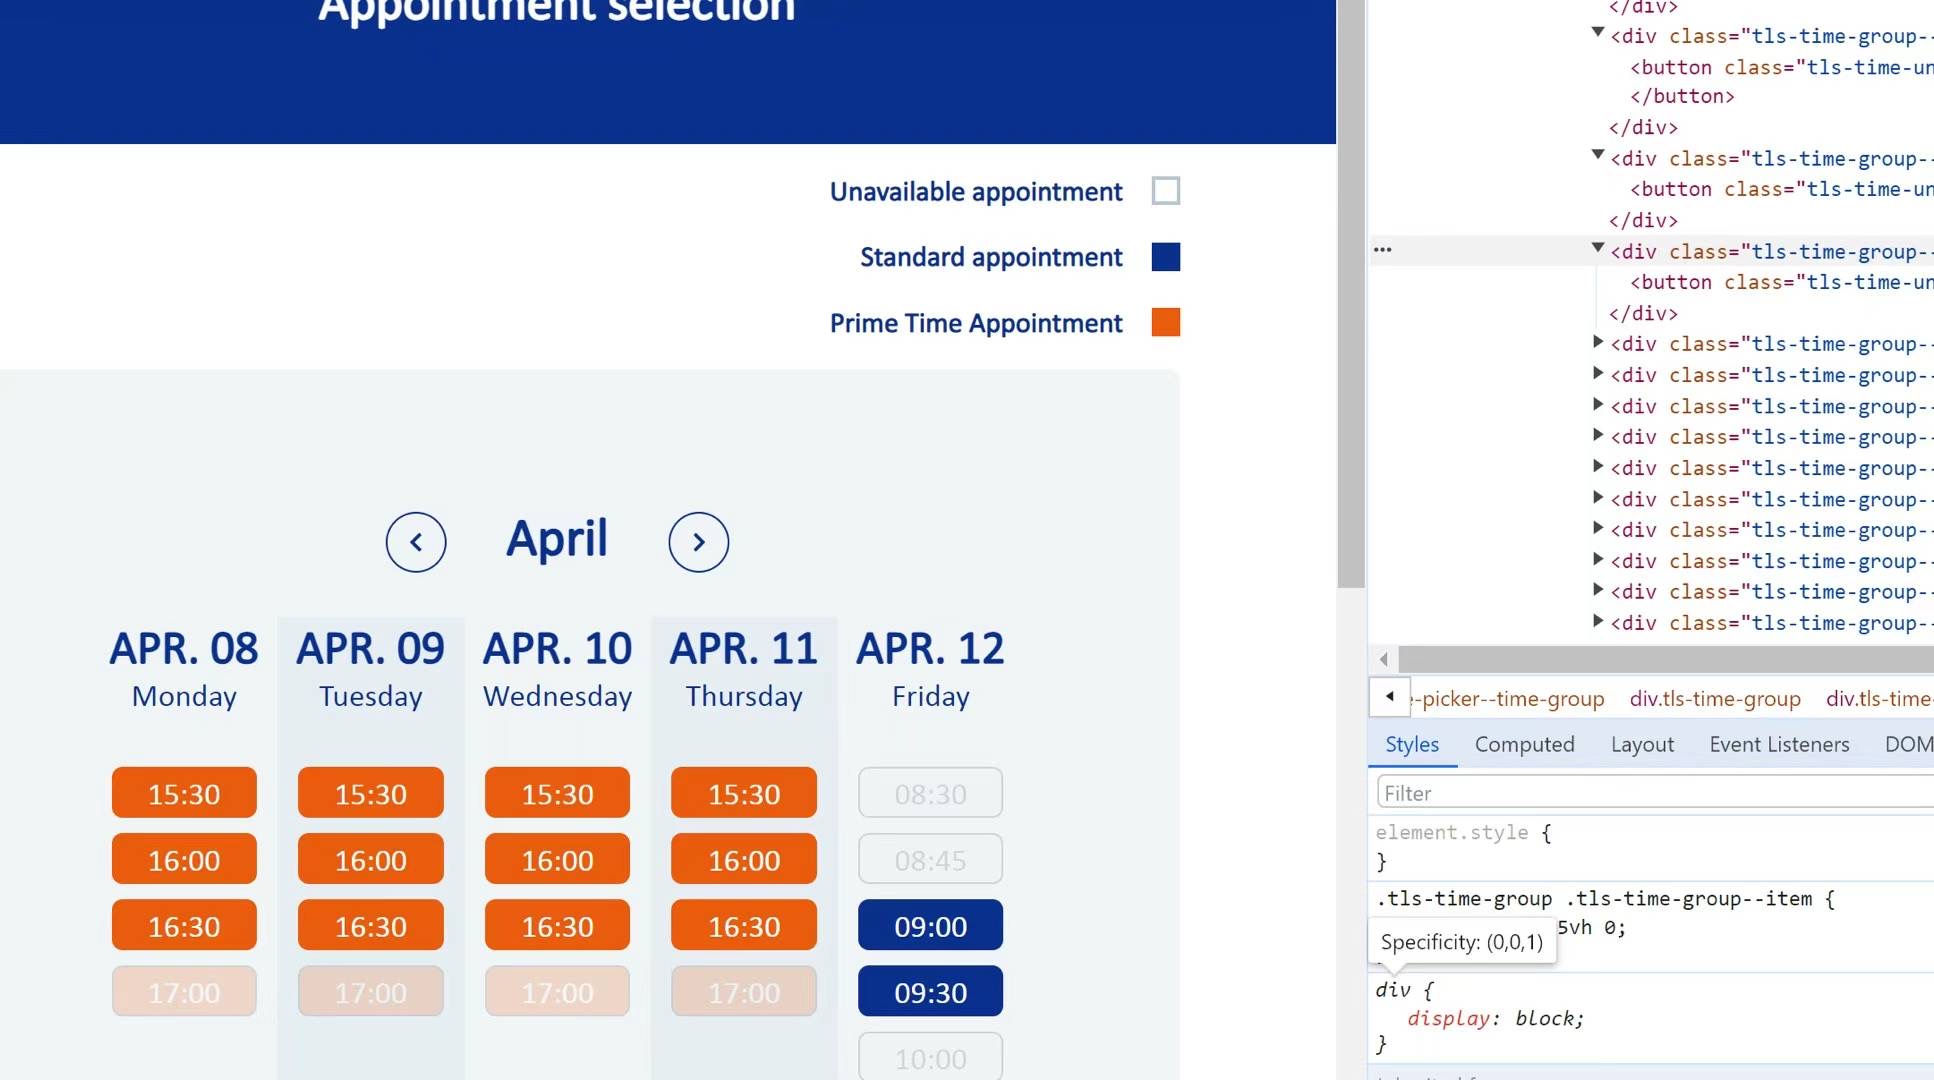 Appointment selection
Unavailable appointment
Standard appointment
Prime Time Appointment
April
APR. 08
Monday
APR. 09
Tuesday
APR. 10
Wednesday
APR. 11
Thursday
APR. 12
Friday
15:30
15:30
15:30
15:30
08:30
16:00
16:00
16:00
16:00
08:45
16:30
16:30
16:30
16:30
09:00
17:00
17:00
17:00
17:00
09:30
10:00
</div>
<div class="tls-time-group--
<button class="tls-time-un
</button>
</div>
<div class="tls-time-group--
<button class="tls-time-un
</div>
<div class="tls-time-group--
<button class="tls-time-un
</div>
<div class="tls-time-group--
<div class="tls-time-group--
<div class="tls-time-group--
<div class="tls-time-group--
<div class="tls-time-group--
<div class="tls-time-group--
<div class="tls-time-group--
<div class="tls-time-group--
<div class="tls-time-group--
<div class="tls-time-group--
-picker--time-group div.tls-time-group div.tls-time-
Styles Computed Layout Event Listeners DOM
Filter
element.style {
}
.tls-time-group .tls-time-group--item {
5vh 0;
Specificity: (0,0,1)
div {
display: block;
}